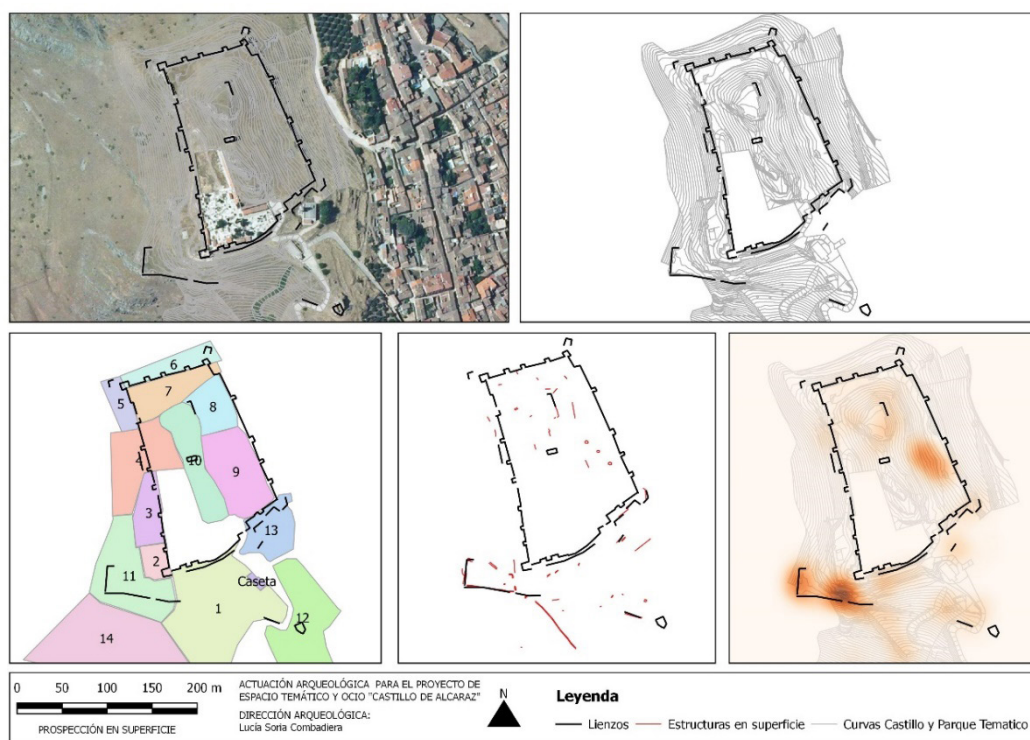 6
7
5
8
4
10
9
3
13
2
11
Caseta
1
12
14
0 50 100 150 200 m
PROSPECCIÓN EN SUPERFICIE
ACTUACIÓN ARQUEOLÓGICA PARA EL PROYECTO DE
ESPACIO TEMÁTICO Y OCIO "CASTILLO DE ALCARAZ"
DIRECCIÓN ARQUEOLÓGICA:
Lucía Soria Combadiera
N
Leyenda
Lienzos Estructuras en superficie Curvas Castillo y Parque Tematico